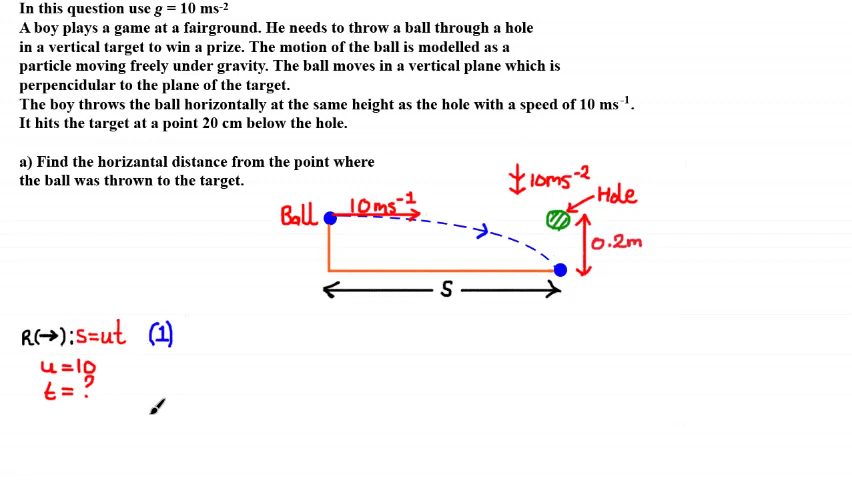 In this question use g = 10 ms-2
A boy plays a game at a fairground. He needs to throw a ball through a hole
in a vertical target to win a prize. The motion of the ball is modelled as a
particle moving freely under gravity. The ball moves in a vertical plane which is
perpencidular to the plane of the target.
The boy throws the ball horizontally at the same height as the hole with a speed of 10 ms-1.
It hits the target at a point 20 cm below the hole.
a) Find the horizantal distance from the point where
the ball was thrown to the target.
10ms-2
Hole
10ms-1
Ball
0.2m
S
R(→): s=ut (1)
u=10
t=?